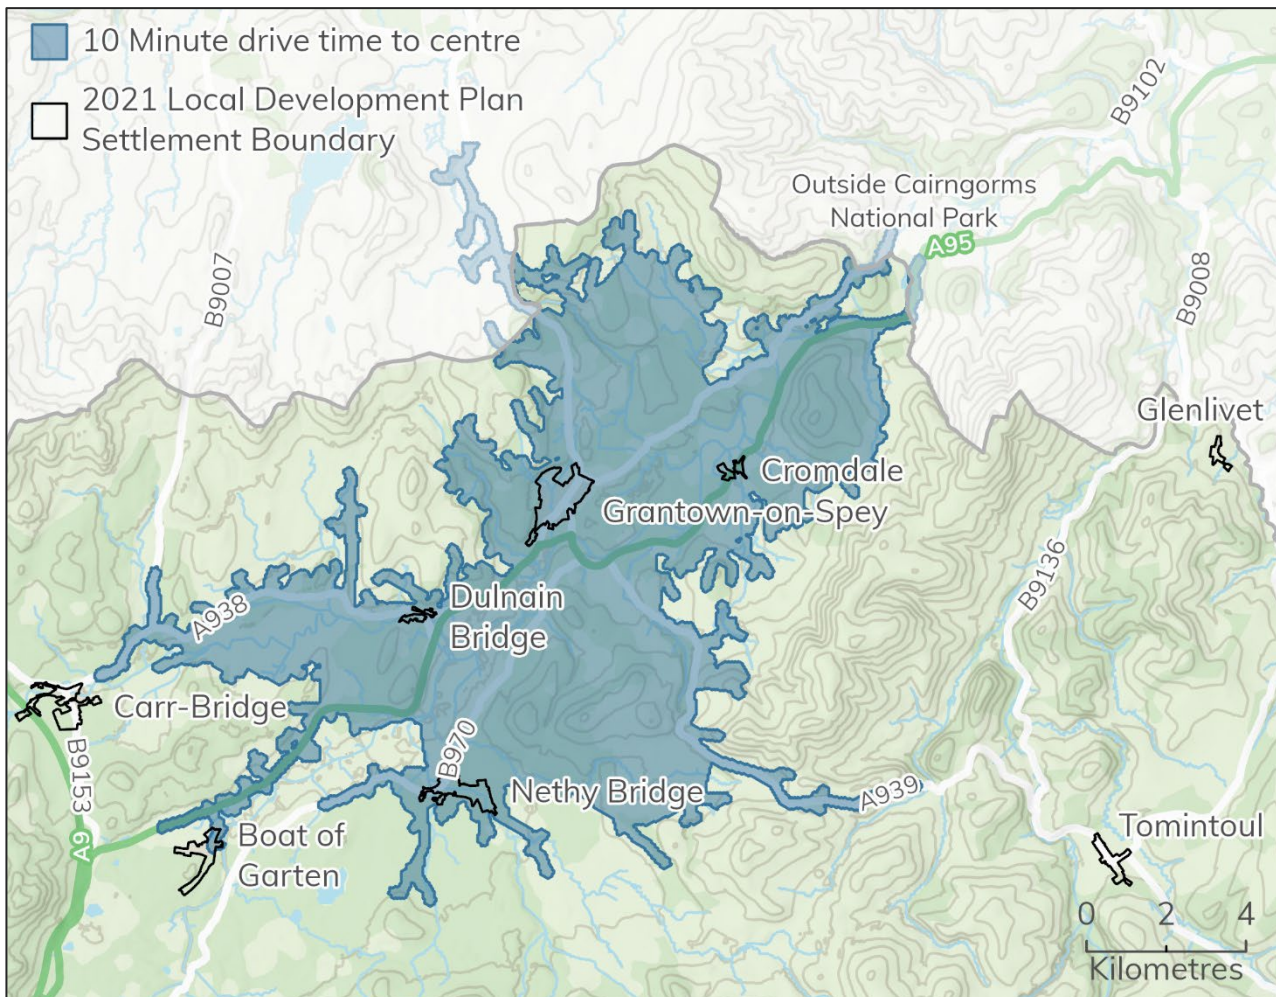 10 Minute drive time to centre
2021 Local Development Plan
Settlement Boundary
B9102
Outside Cairngorms
National Park
A95
B9007
B9008
Glenlivet
Cromdale
Grantown-on-Spey
B9136
Dulnain
Bridge
A938
Carr-Bridge
B970
B9153
Nethy Bridge
A939
Boat of
Garten
A9
Tomintoul
0 2 4
Kilometres